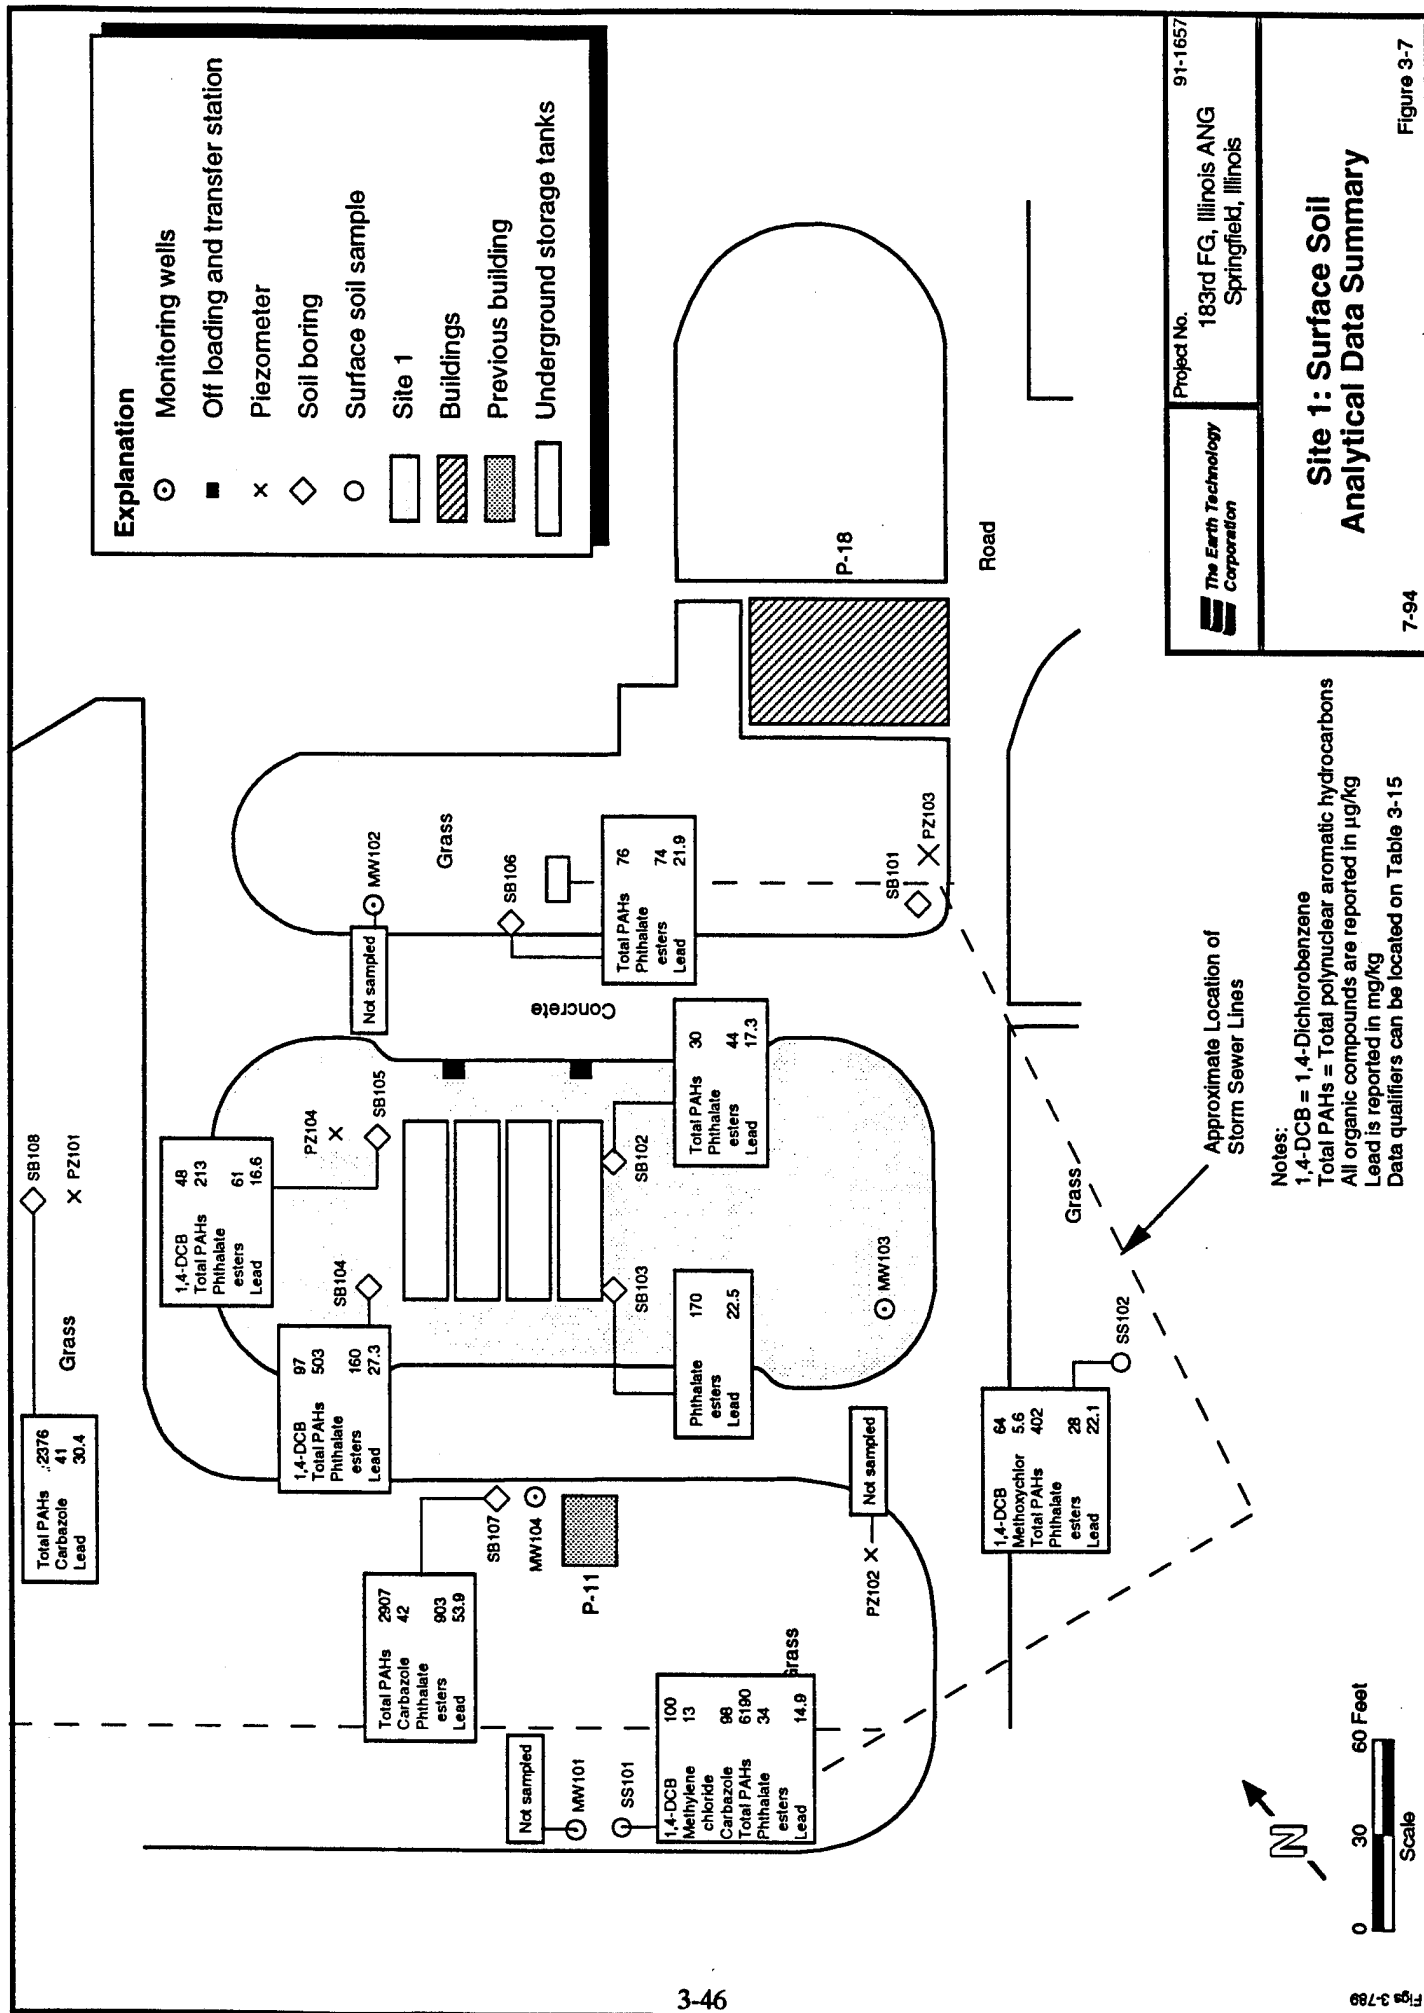 Explanation
Monitoring wells
Off loading and transfer station
Piezometer
Soil boring
Surface soil sample
Site 1
Buildings
Previous building
Underground storage tanks
SB108
PZ101
Grass
Total PAHs 2376
Carbazole 41
Lead 30.4
1,4-DCB 48
Total PAHs 213
Phthalate
esters 61
Lead 16.6
PZ104
SB105
MW102
Not sampled
Grass
SB106
Total PAHs 76
Phthalate
esters 74
Lead 21.9
Concrete
SB104
1,4-DCB 97
Total PAHs 503
Phthalate
esters 160
Lead 27.3
SB102
Total PAHs 30
Phthalate
esters 44
Lead 17.3
SB103
Phthalate 170
esters
Lead 22.5
MW103
SB107
MW104
P-11
Total PAHs 2907
Carbazole 42
Phthalate
esters 903
Lead 53.9
Not sampled
MW101
SS101
1,4-DCB 100
Methylene 13
chloride
Carbazole 98
Total PAHs 6190
Phthalate 34
esters
Lead 14.9
Grass
PZ102
Not sampled
SB101
PZ103
P-18
Road
1,4-DCB 64
Methoxychlor 5.6
Total PAHs 402
Phthalate
esters 28
Lead 22.1
SS102
Grass
Approximate Location of
Storm Sewer Lines
N
0 30 60 Feet
Scale
Notes:
1,4-DCB = 1,4-Dichlorobenzene
Total PAHs = Total polynuclear aromatic hydrocarbons
All organic compounds are reported in µg/kg
Lead is reported in mg/kg
Data qualifiers can be located on Table 3-15
The Earth Technology
Corporation
Project No. 91-1657
183rd FG, Illinois ANG
Springfield, Illinois
Site 1: Surface Soil
Analytical Data Summary
7-94
Figure 3-7
Figs 3-789
3-46